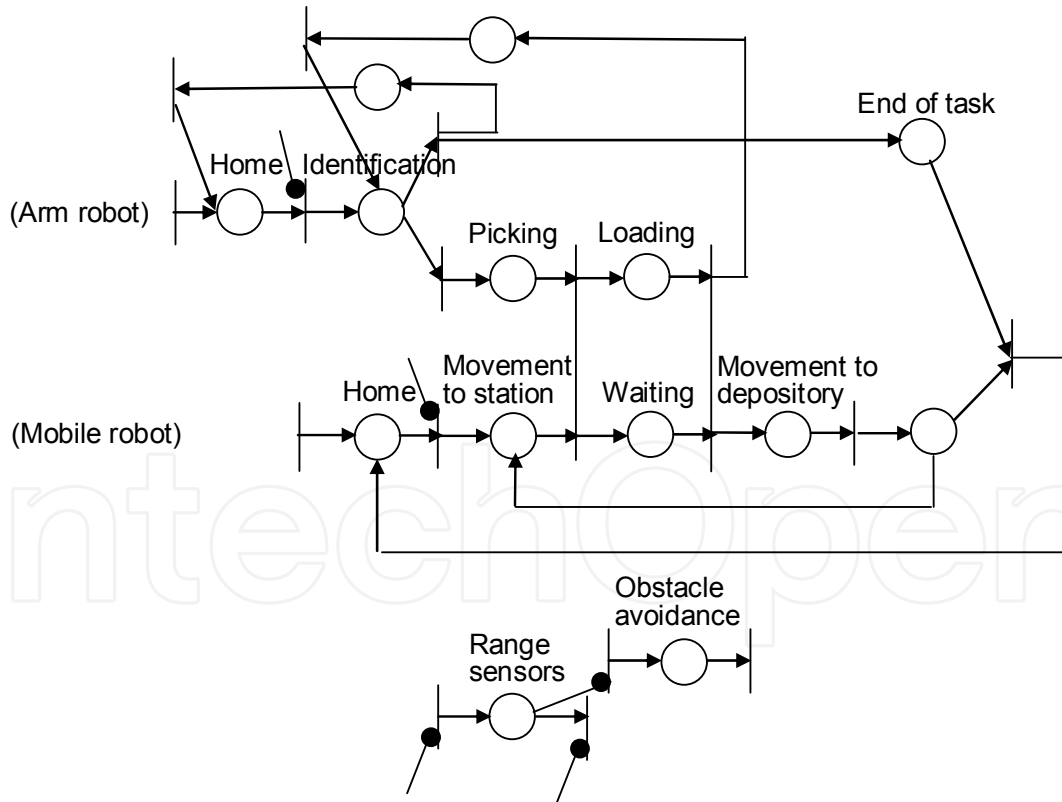 End of task
Home
Identification
(Arm robot)
Picking
Loading
Home
Movement
to station
Waiting
Movement to
depository
(Mobile robot)
ntechOpen
Obstacle
avoidance
Range
sensors